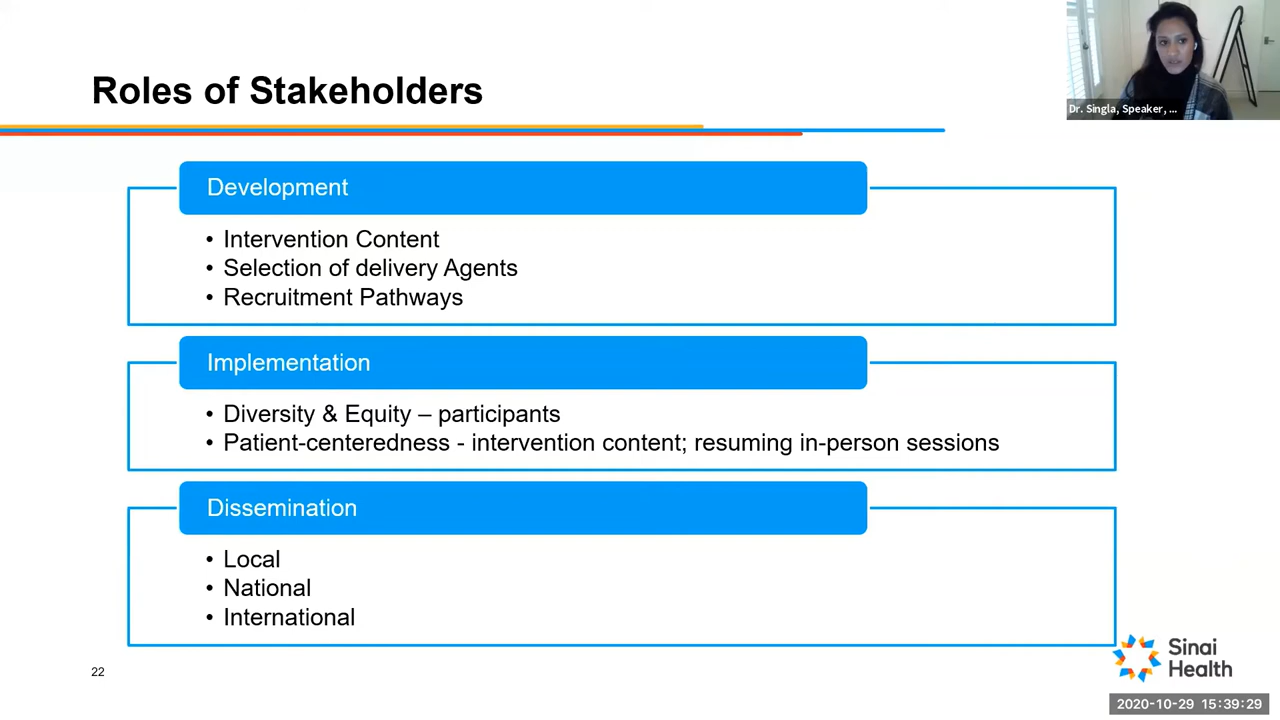 Roles of Stakeholders
Dr. Singla, Speaker, ...
Development
• Intervention Content
• Selection of delivery Agents
• Recruitment Pathways
Implementation
• Diversity & Equity – participants
• Patient-centeredness - intervention content; resuming in-person sessions
Dissemination
• Local
• National
• International
22
Sinai
Health
2020-10-29 15:39:29